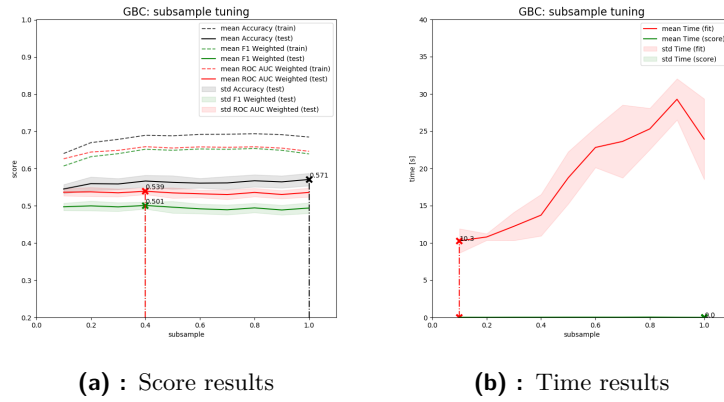 GBC: subsample tuning
1.0
0.9
0.8
0.7
0.6
0.5
0.4
0.3
0.2
score
mean Accuracy (train)
mean Accuracy (test)
mean F1 Weighted (train)
mean F1 Weighted (test)
mean ROC AUC Weighted (train)
mean ROC AUC Weighted (test)
std Accuracy (test)
std F1 Weighted (test)
std ROC AUC Weighted (test)
0.571
0.539
0.501
0.0 0.2 0.4 0.6 0.8 1.0
subsample
(a) : Score results
GBC: subsample tuning
40
35
30
25
20
15
10
5
0
time [s]
mean Time (fit)
mean Time (score)
std Time (fit)
std Time (score)
10.3
0.0
0.0 0.2 0.4 0.6 0.8 1.0
subsample
(b) : Time results